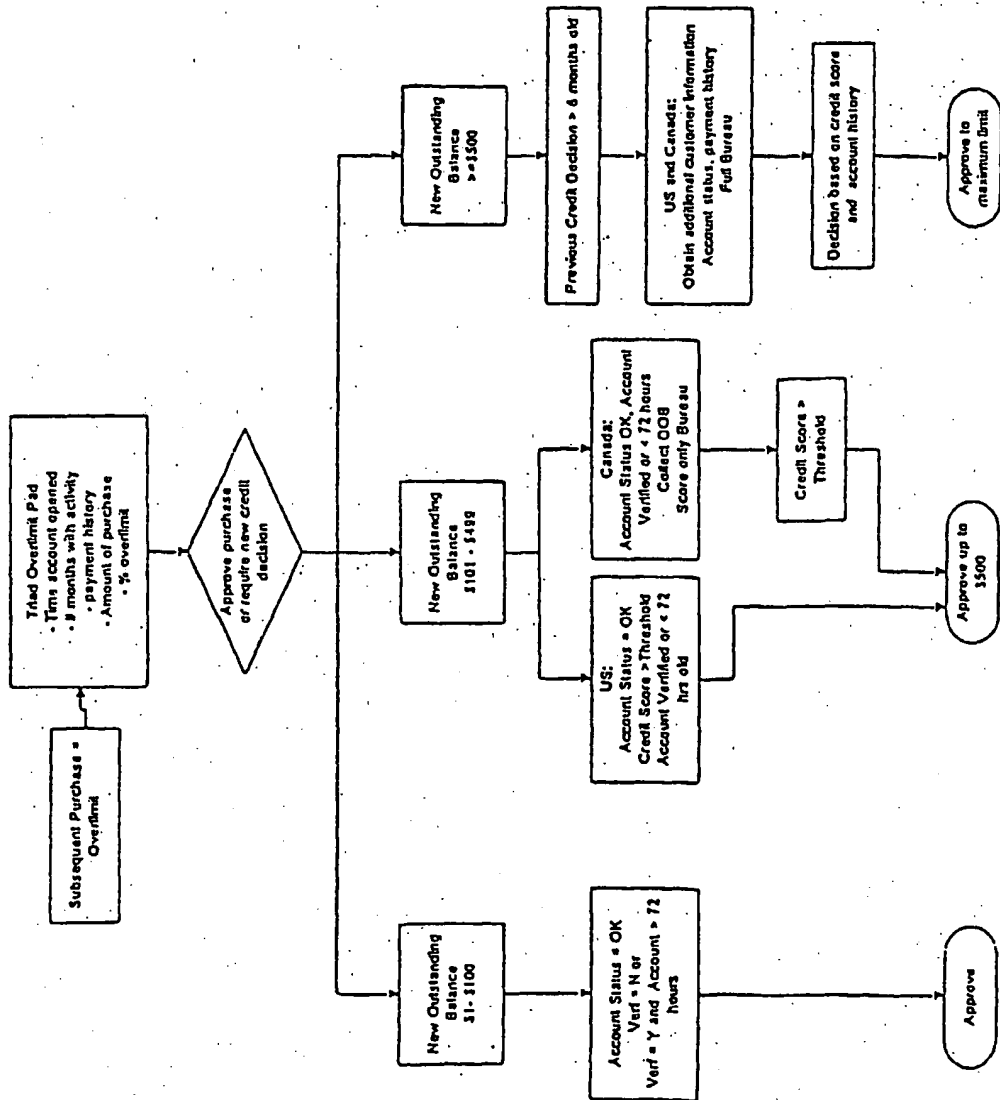 Subsequent Purchase =
Overlimit
Triad Overlimit Pad
• Time account opened
• # months with activity
• payment history
• Amount of purchase
• % overlimit
Approve purchase
or require new credit
decision
New Outstanding
Balance
$1 - $100
Account Status = OK
Verf = N or
Verf = Y and Account > 72
hours
Approve
New Outstanding
Balance
$101 - $499
US:
Account Status = OK
Credit Score > Threshold
Account Verified or < 72
hrs old
Canada:
Account Status OK, Account
Verified or < 72 hours
Collect DOB
Score only Bureau
Credit Score >
Threshold
Approve up to
$500
New Outstanding
Balance
>=$500
Previous Credit Decision > 6 months old
US and Canada:
Obtain additional customer information
Account status, payment history
Full Bureau
Decision based on credit score
and account history
Approve to
maximum limit